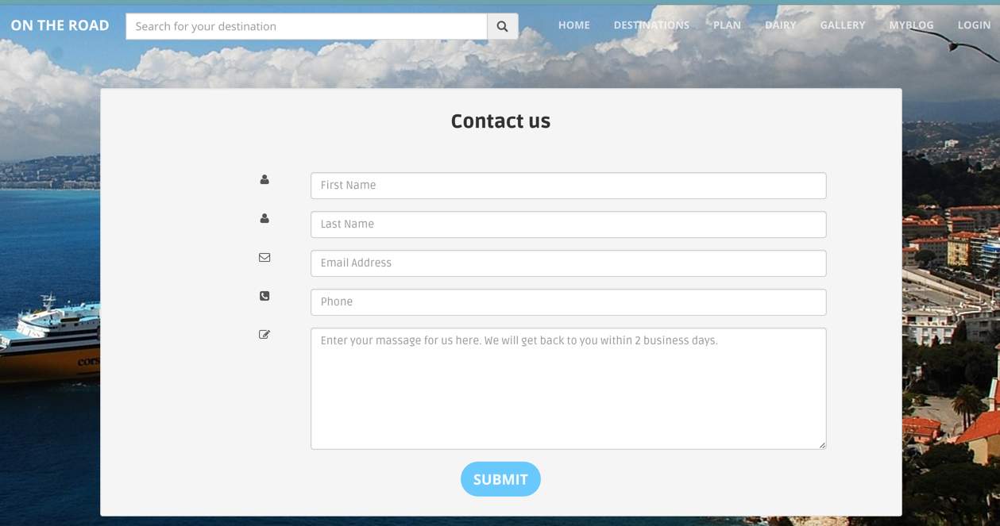 ON THE ROAD
Search for your destination
HOME DESTINATIONS PLAN DAIRY GALLERY MYBLOG LOGIN
Contact us
First Name
Last Name
Email Address
Phone
Enter your massage for us here. We will get back to you within 2 business days.
cors
SUBMIT